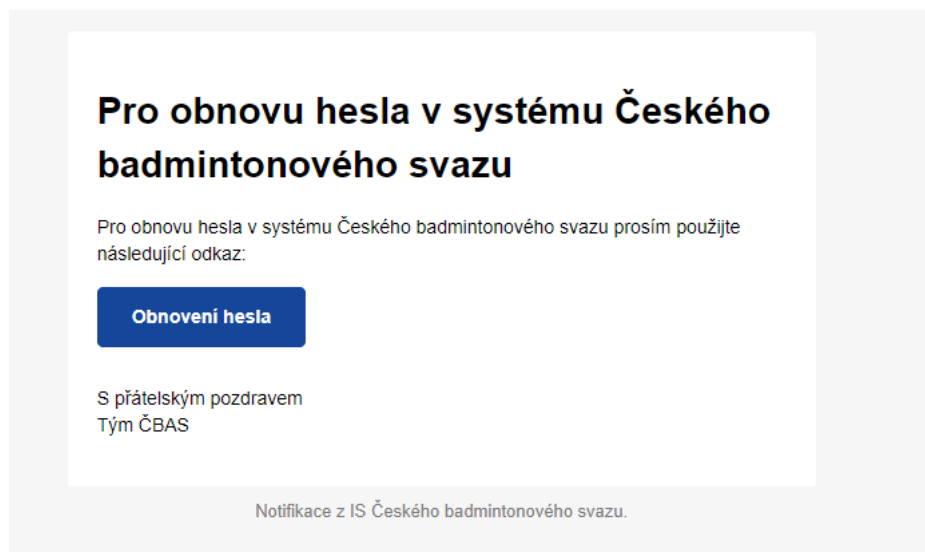 Pro obnovu hesla v systému Českého
badmintonového svazu
Pro obnovu hesla v systému Českého badmintonového svazu prosím použijte
následující odkaz:
Obnovení hesla
S přátelským pozdravem
Tým ČBAS
Notifikace z IS Českého badmintonového svazu.